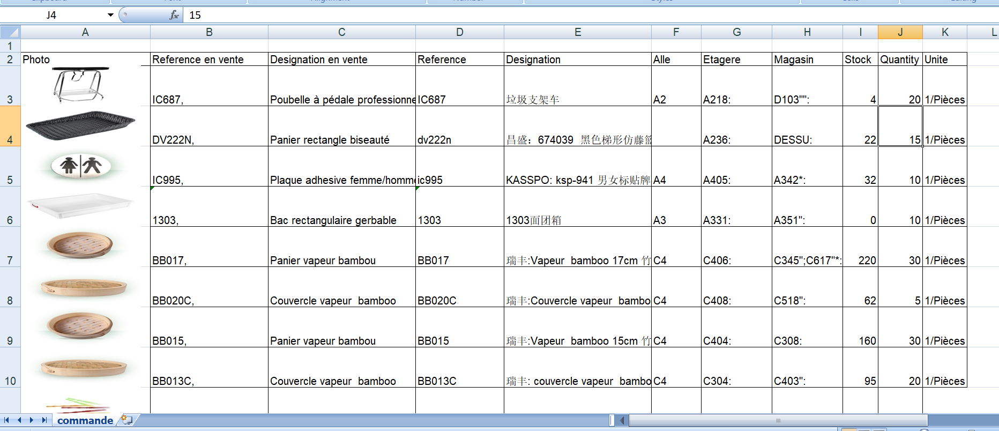 J4 15
A B C D E F G H I J K L
1
2 Photo Reference en vente Designation en vente Reference Designation Alle Etagere Magasin Stock Quantity Unite
3 IC687, Poubelle à pédale professionne IC687 垃圾支架车 A2 A218: D103"": 4 20 1/Pièces
4 DV222N, Panier rectangle biseauté dv222n 昌盛：674039 黑色梯形仿藤篮 A236: DESSU: 22 15 1/Pièces
5 IC995, Plaque adhesive femme/homme ic995 KASSPO: ksp-941 男女标贴牌 A4 A405: A342*: 32 10 1/Pièces
6 1303, Bac rectangulaire gerbable 1303 1303面团箱 A3 A331: A351": 0 10 1/Pièces
7 BB017, Panier vapeur bambou BB017 瑞丰:Vapeur bamboo 17cm 竹 C4 C406: C345";C617"*: 220 30 1/Pièces
8 BB020C, Couvercle vapeur bamboo BB020C 瑞丰:Couvercle vapeur bambo C4 C408: C518": 62 5 1/Pièces
9 BB015, Panier vapeur bambou BB015 瑞丰:Vapeur bamboo 15cm 竹 C4 C404: C308: 160 30 1/Pièces
10 BB013C, Couvercle vapeur bamboo BB013C 瑞丰: couvercle vapeur bambo C4 C304: C403": 95 20 1/Pièces
commande